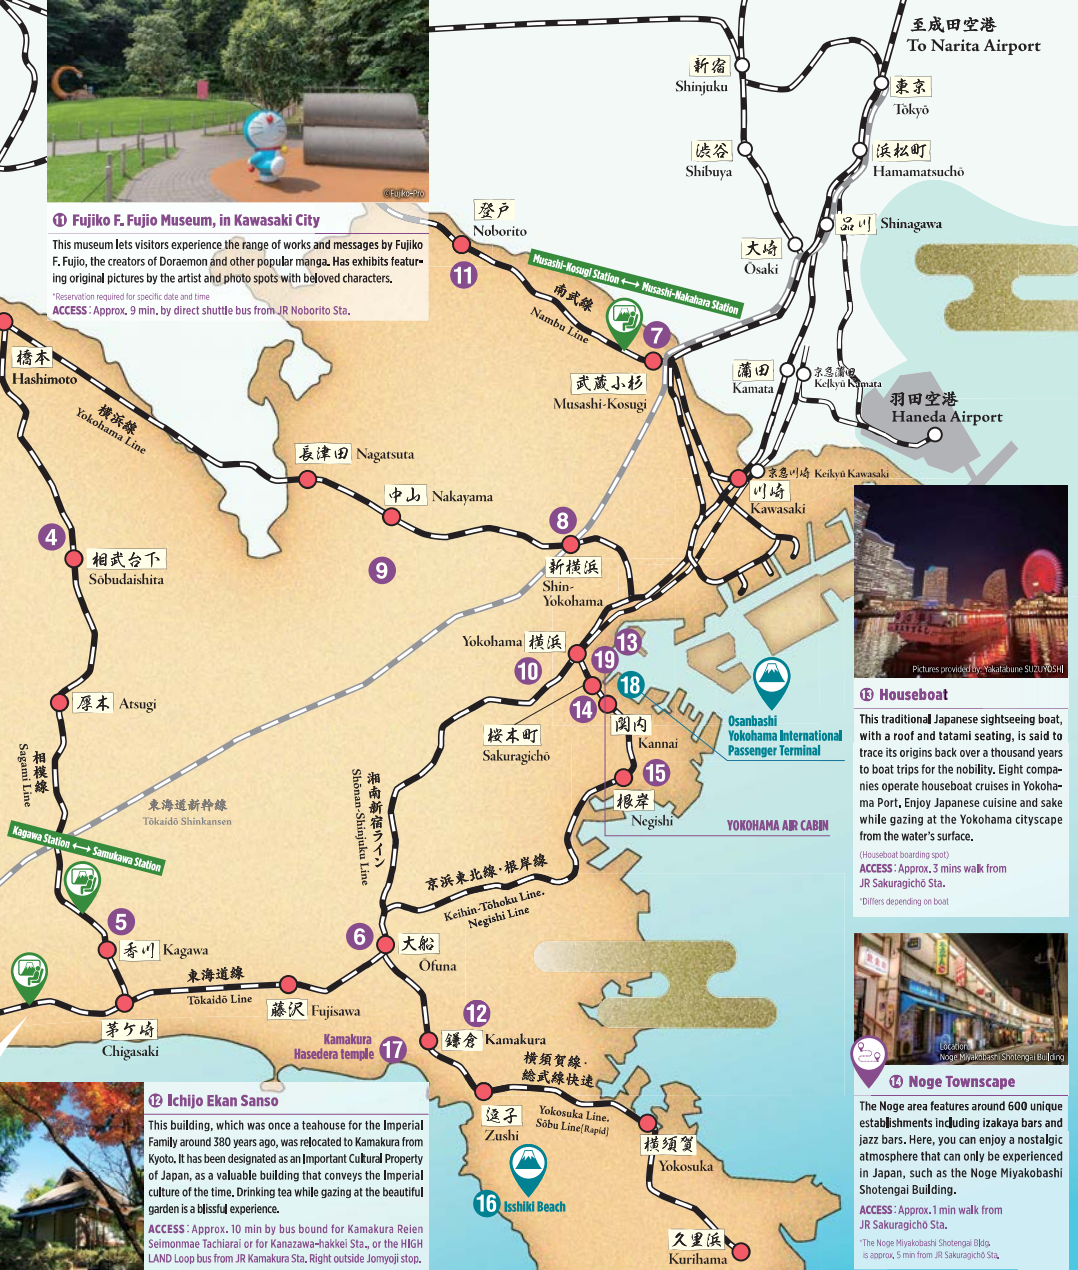 至成田空港
To Narita Airport
新宿
Shinjuku
東京
Tōkyō
渋谷
Shibuya
浜松町
Hamamatsuchō
©Fujiko-Pro
⑪ Fujiko F. Fujio Museum, in Kawasaki City
This museum lets visitors experience the range of works and messages by Fujiko
F. Fujio, the creators of Doraemon and other popular manga. Has exhibits featur-
ing original pictures by the artist and photo spots with beloved characters.
*Reservation required for specific date and time
ACCESS : Approx. 9 min. by direct shuttle bus from JR Noborito Sta.
登戸
Noborito
11
品川 Shinagawa
大崎
Ōsaki
Musashi-Kosugi Station ⟷ Musashi-Nakahara Station
南武線
Nambu Line
7
武蔵小杉
Musashi-Kosugi
蒲田
Kamata
京急蒲田
Keikyū Kamata
羽田空港
Haneda Airport
橋本
Hashimoto
横浜線
Yokohama Line
長津田 Nagatsuta
中山 Nakayama
京急川崎 Keikyū Kawasaki
川崎
Kawasaki
4
相武台下
Sōbudaishita
8
9
新横浜
Shin-
Yokohama
Yokohama 横浜
13
19
10
18
14
関内
Kannai
桜木町
Sakuragichō
Osanbashi
Yokohama International
Passenger Terminal
15
根岸
Negishi
YOKOHAMA AIR CABIN
厚木 Atsugi
相模線
Sagami Line
東海道新幹線
Tōkaidō Shinkansen
湘南新宿ライン
Shōnan-Shinjuku Line
Kagawa Station ⟷ Samukawa Station
京浜東北線・根岸線
Keihin-Tōhoku Line,
Negishi Line
5
香川 Kagawa
6
大船
Ōfuna
東海道線
Tōkaidō Line
藤沢 Fujisawa
茅ケ崎
Chigasaki
12
鎌倉 Kamakura
Kamakura
Hasedera temple 17
横須賀線・
総武線快速
Yokosuka Line,
Sōbu Line[Rapid]
逗子
Zushi
横須賀
Yokosuka
16 Isshiki Beach
久里浜
Kurihama
⑫ Ichijo Ekan Sanso
This building, which was once a teahouse for the Imperial
Family around 380 years ago, was relocated to Kamakura from
Kyoto. It has been designated as an Important Cultural Property
of Japan, as a valuable building that conveys the Imperial
culture of the time. Drinking tea while gazing at the beautiful
garden is a blissful experience.
ACCESS : Approx. 10 min by bus bound for Kamakura Reien
Seimonmae Tachiarai or for Kanazawa-hakkei Sta., or the HIGH
LAND Loop bus from JR Kamakura Sta. Right outside Jomyoji stop.
Pictures provided by: Yakatabune SUZUYOSHI
⑬ Houseboat
This traditional Japanese sightseeing boat,
with a roof and tatami seating, is said to
trace its origins back over a thousand years
to boat trips for the nobility. Eight compa-
nies operate houseboat cruises in Yokoha-
ma Port. Enjoy Japanese cuisine and sake
while gazing at the Yokohama cityscape
from the water's surface.
(Houseboat boarding spot)
ACCESS : Approx. 3 mins walk from
JR Sakuragichō Sta.
*Differs depending on boat
Location:
Noge Miyakobashi Shotengai Building
⑭ Noge Townscape
The Noge area features around 600 unique
establishments including izakaya bars and
jazz bars. Here, you can enjoy a nostalgic
atmosphere that can only be experienced
in Japan, such as the Noge Miyakobashi
Shotengai Building.
ACCESS : Approx. 1 min walk from
JR Sakuragichō Sta.
*The Noge Miyakobashi Shotengai Bldg.
is approx. 5 min from JR Sakuragichō Sta.